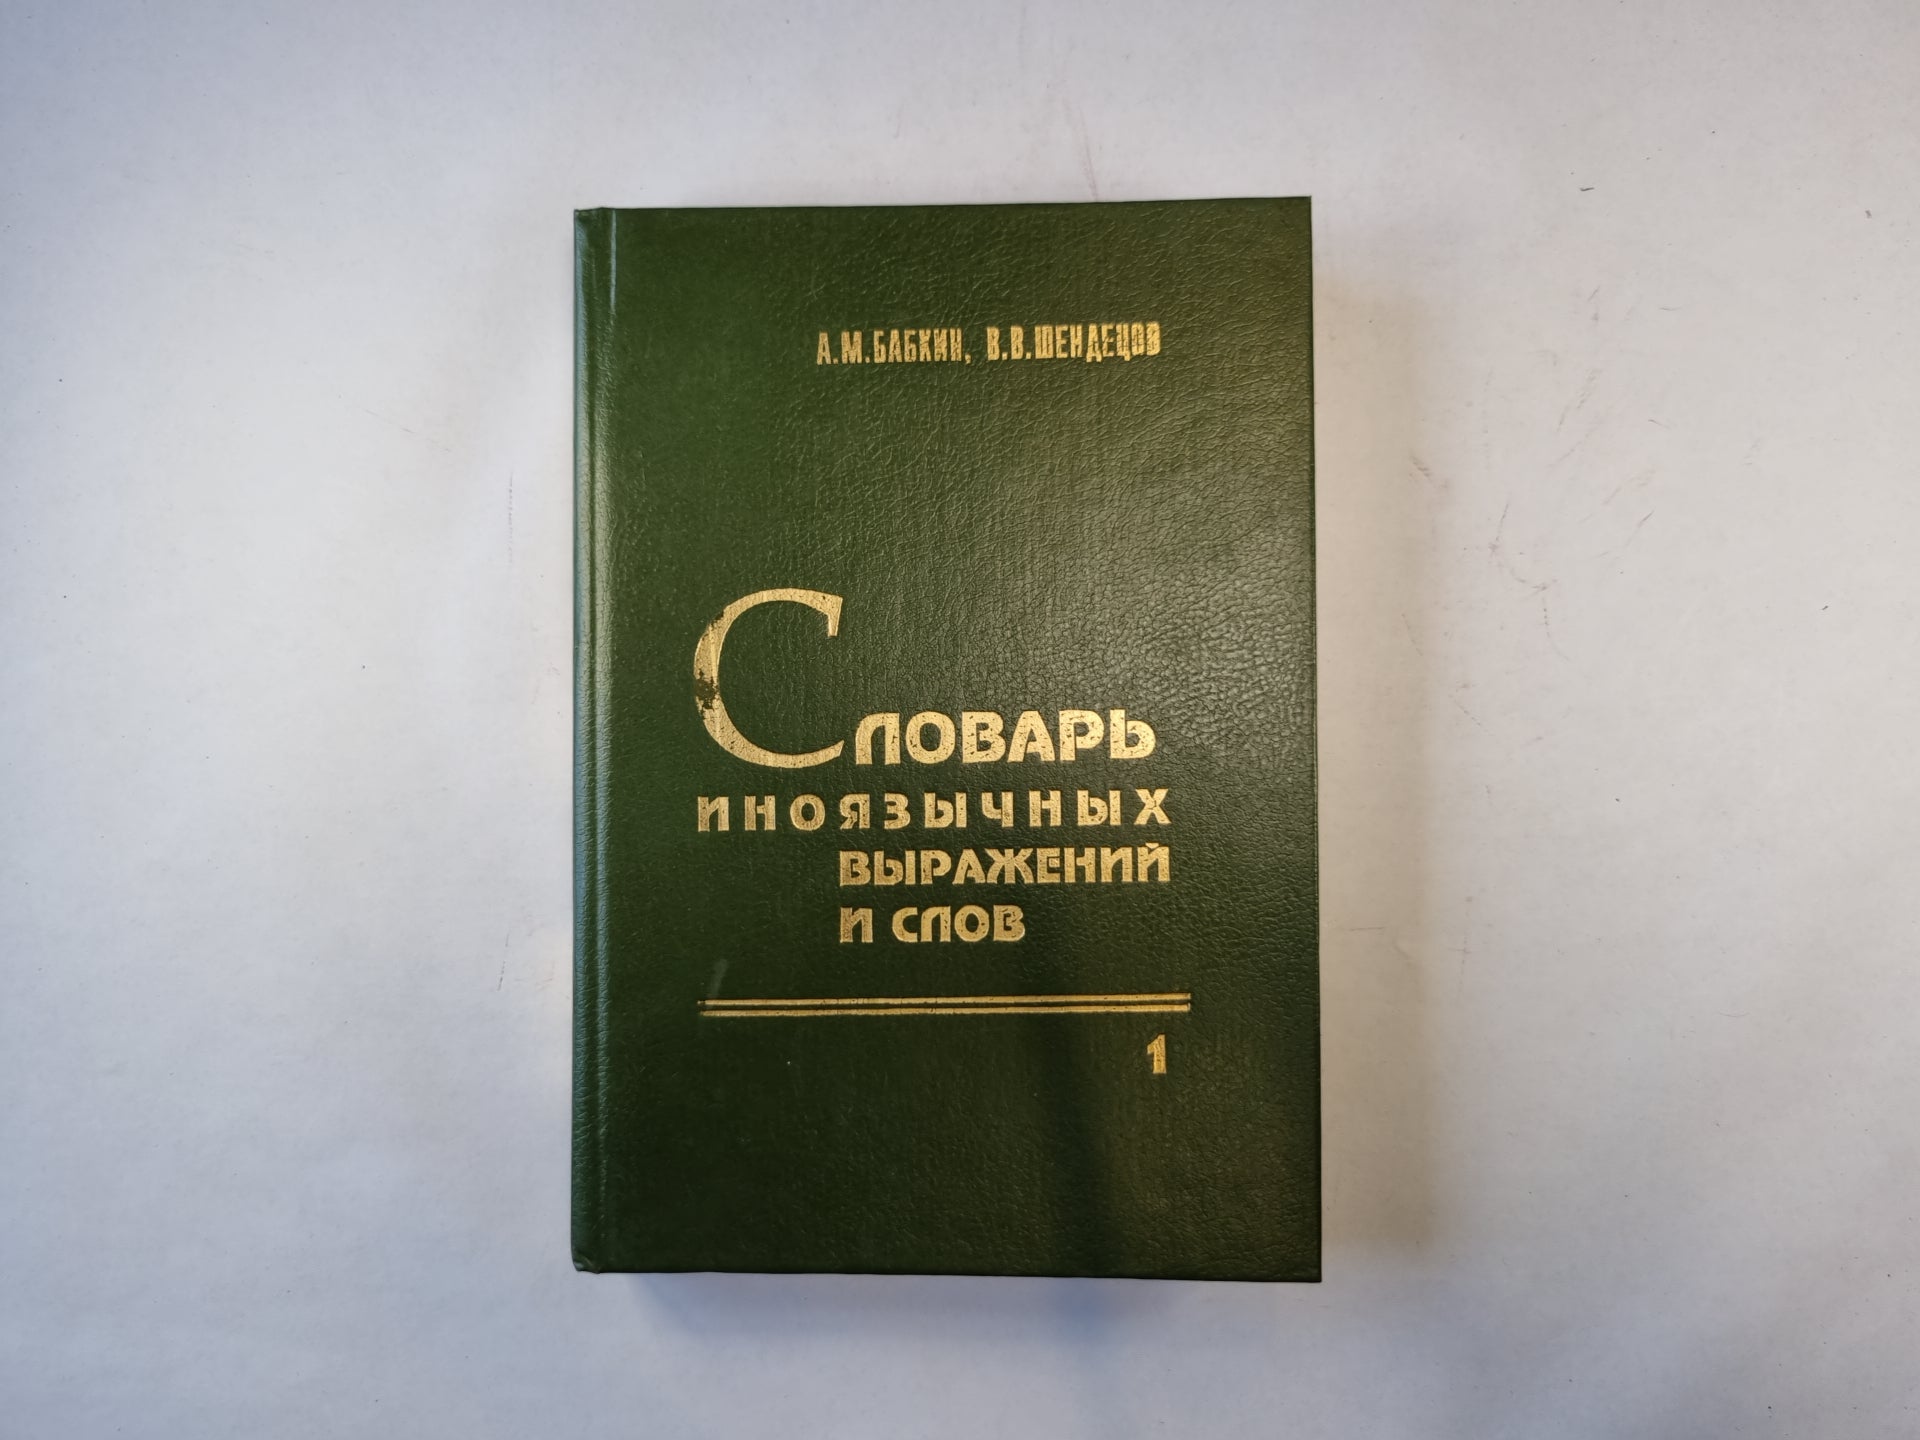 А.М.БАБКИН, В.В.ШЕНДЕЦОВ
СЛОВАРЬ
ИНОЯЗЫЧНЫХ
ВЫРАЖЕНИЙ
И СЛОВ
1